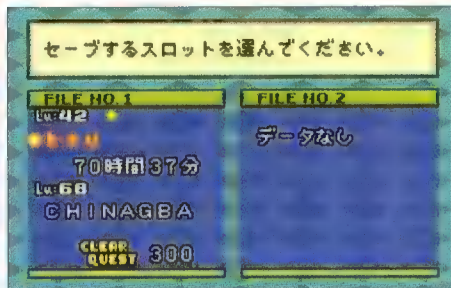 セーブするスロットを選んでください。
FILE NO.1
Lv.42
70時間37分
Lv.68
CHINAGBA
CLEAR QUEST 300
FILE NO.2
データなし